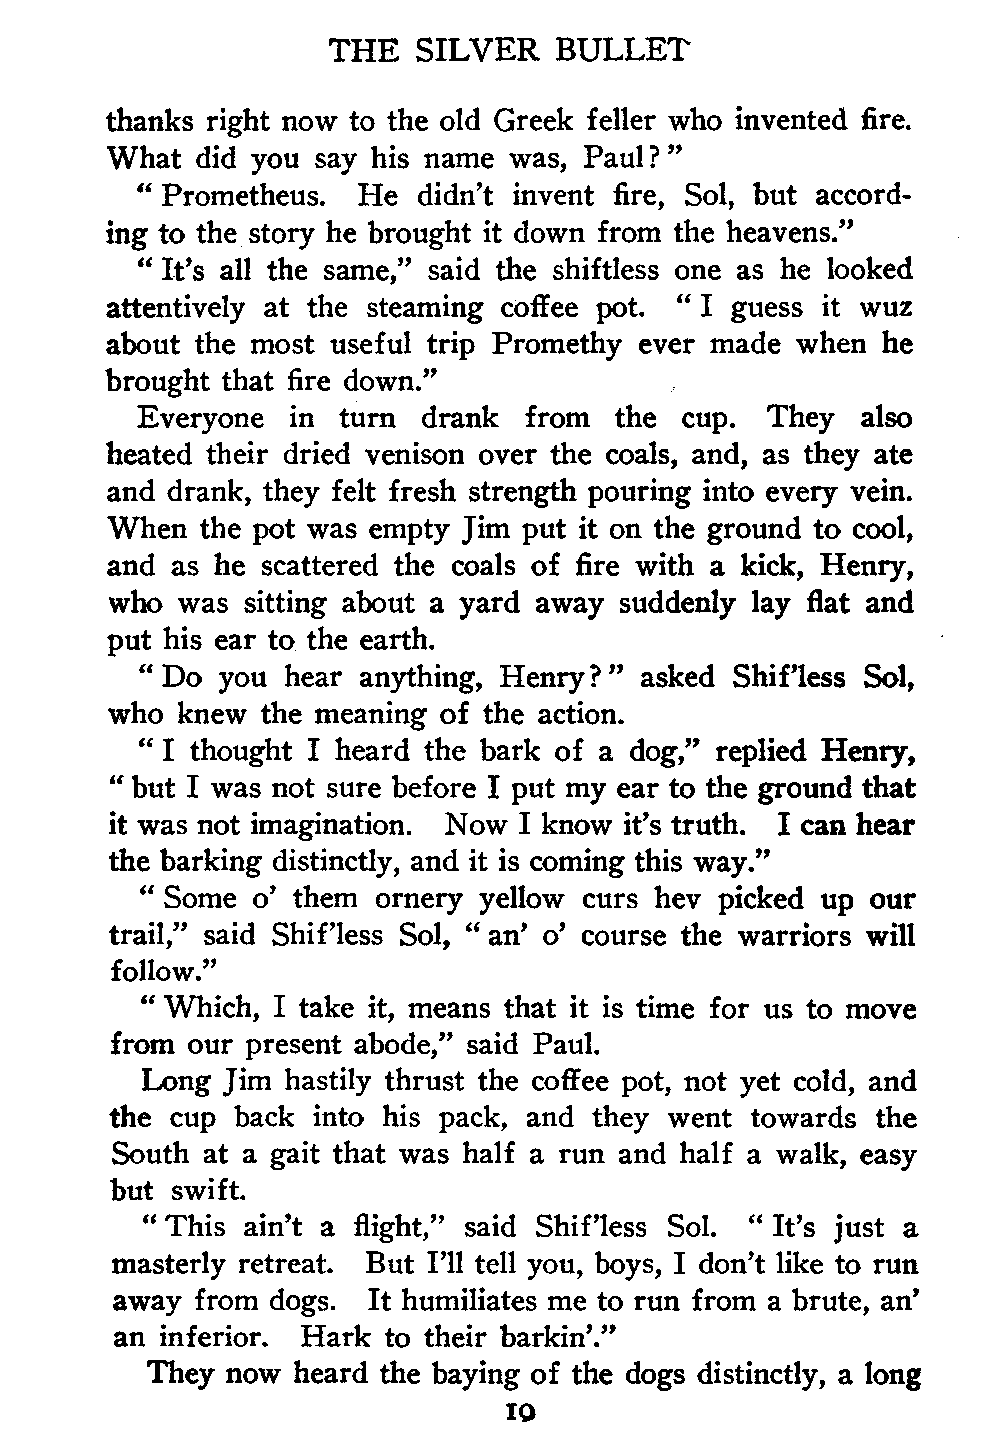 THE SILVER BULLET
thanks right now to the old Greek feller who invented fire.
What did you say his name was, Paul?"
"Prometheus. He didn't invent fire, Sol, but accord-
ing to the story he brought it down from the heavens."
"It's all the same," said the shiftless one as he looked
attentively at the steaming coffee pot. "I guess it wuz
about the most useful trip Promethy ever made when he
brought that fire down."
Everyone in turn drank from the cup. They also
heated their dried venison over the coals, and, as they ate
and drank, they felt fresh strength pouring into every vein.
When the pot was empty Jim put it on the ground to cool,
and as he scattered the coals of fire with a kick, Henry,
who was sitting about a yard away suddenly lay flat and
put his ear to the earth.
"Do you hear anything, Henry?" asked Shif'less Sol,
who knew the meaning of the action.
"I thought I heard the bark of a dog," replied Henry,
"but I was not sure before I put my ear to the ground that
it was not imagination. Now I know it's truth. I can hear
the barking distinctly, and it is coming this way."
"Some o' them ornery yellow curs hev picked up our
trail," said Shif'less Sol, "an' o' course the warriors will
follow."
"Which, I take it, means that it is time for us to move
from our present abode," said Paul.
Long Jim hastily thrust the coffee pot, not yet cold, and
the cup back into his pack, and they went towards the
South at a gait that was half a run and half a walk, easy
but swift.
"This ain't a flight," said Shif'less Sol. "It's just a
masterly retreat. But I'll tell you, boys, I don't like to run
away from dogs. It humiliates me to run from a brute, an'
an inferior. Hark to their barkin'."
They now heard the baying of the dogs distinctly, a long
19